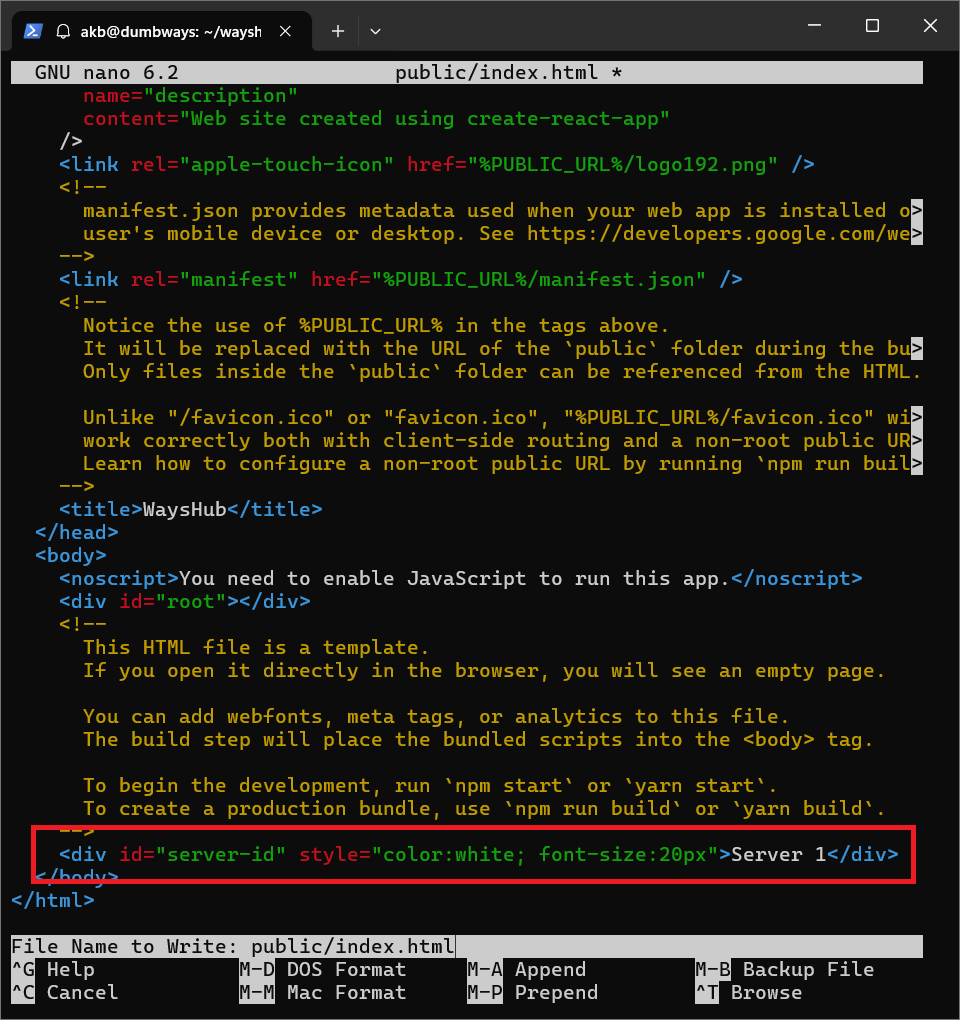 akb@dumbways: ~/waysh
GNU nano 6.2 public/index.html *
name="description"
content="Web site created using create-react-app"
/>
<link rel="apple-touch-icon" href="%PUBLIC_URL%/logo192.png" />
<!--
manifest.json provides metadata used when your web app is installed o>
user's mobile device or desktop. See https://developers.google.com/we>
-->
<link rel="manifest" href="%PUBLIC_URL%/manifest.json" />
<!--
Notice the use of %PUBLIC_URL% in the tags above.
It will be replaced with the URL of the `public` folder during the bu>
Only files inside the `public` folder can be referenced from the HTML.
Unlike "/favicon.ico" or "favicon.ico", "%PUBLIC_URL%/favicon.ico" wi>
work correctly both with client-side routing and a non-root public UR>
Learn how to configure a non-root public URL by running `npm run buil>
-->
<title>WaysHub</title>
</head>
<body>
<noscript>You need to enable JavaScript to run this app.</noscript>
<div id="root"></div>
<!--
This HTML file is a template.
If you open it directly in the browser, you will see an empty page.
You can add webfonts, meta tags, or analytics to this file.
The build step will place the bundled scripts into the <body> tag.
To begin the development, run `npm start` or `yarn start`.
To create a production bundle, use `npm run build` or `yarn build`.
-->
<div id="server-id" style="color:white; font-size:20px">Server 1</div>
</body>
</html>
File Name to Write: public/index.html
^G Help M-D DOS Format M-A Append M-B Backup File
^C Cancel M-M Mac Format M-P Prepend ^T Browse